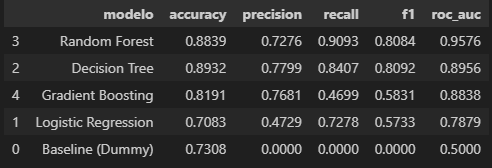 modelo accuracy precision recall f1 roc_auc
3 Random Forest 0.8839 0.7276 0.9093 0.8084 0.9576
2 Decision Tree 0.8932 0.7799 0.8407 0.8092 0.8956
4 Gradient Boosting 0.8191 0.7681 0.4699 0.5831 0.8838
1 Logistic Regression 0.7083 0.4729 0.7278 0.5733 0.7879
0 Baseline (Dummy) 0.7308 0.0000 0.0000 0.0000 0.5000